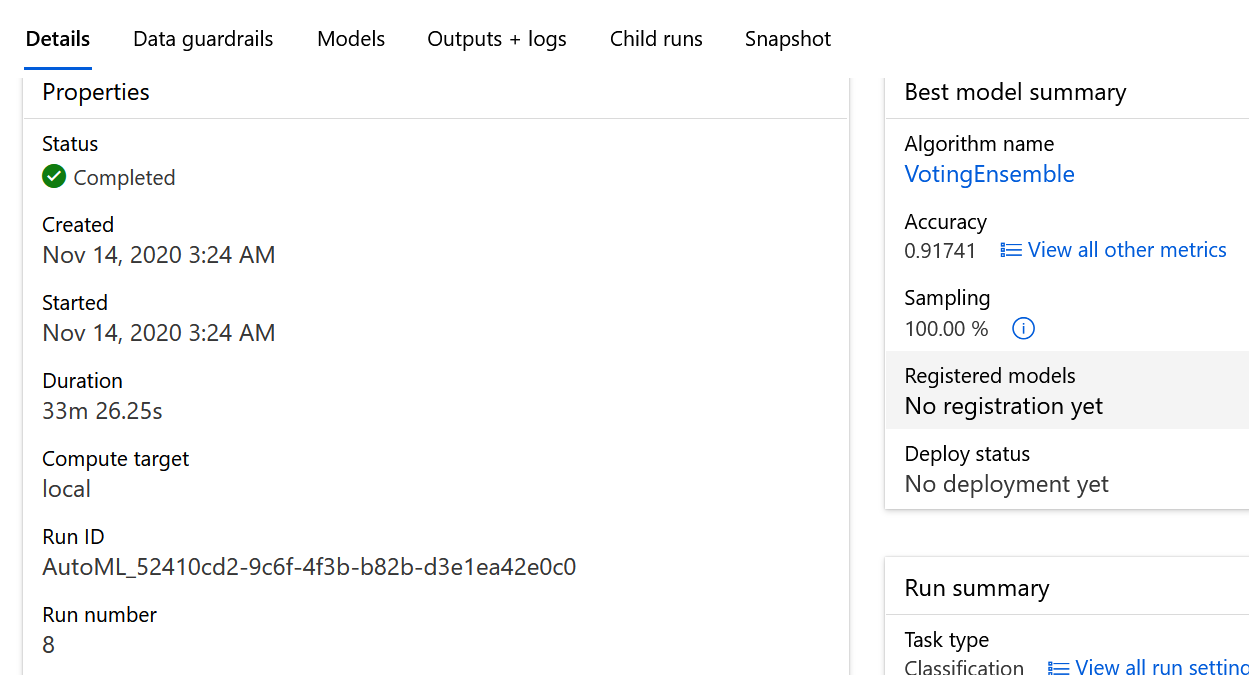 Details Data guardrails Models Outputs + logs Child runs Snapshot
Properties
Status
Completed
Created
Nov 14, 2020 3:24 AM
Started
Nov 14, 2020 3:24 AM
Duration
33m 26.25s
Compute target
local
Run ID
AutoML_52410cd2-9c6f-4f3b-b82b-d3e1ea42e0c0
Run number
8
Best model summary
Algorithm name
VotingEnsemble
Accuracy
0.91741 View all other metrics
Sampling
100.00 %
Registered models
No registration yet
Deploy status
No deployment yet
Run summary
Task type
Classification View all run setting